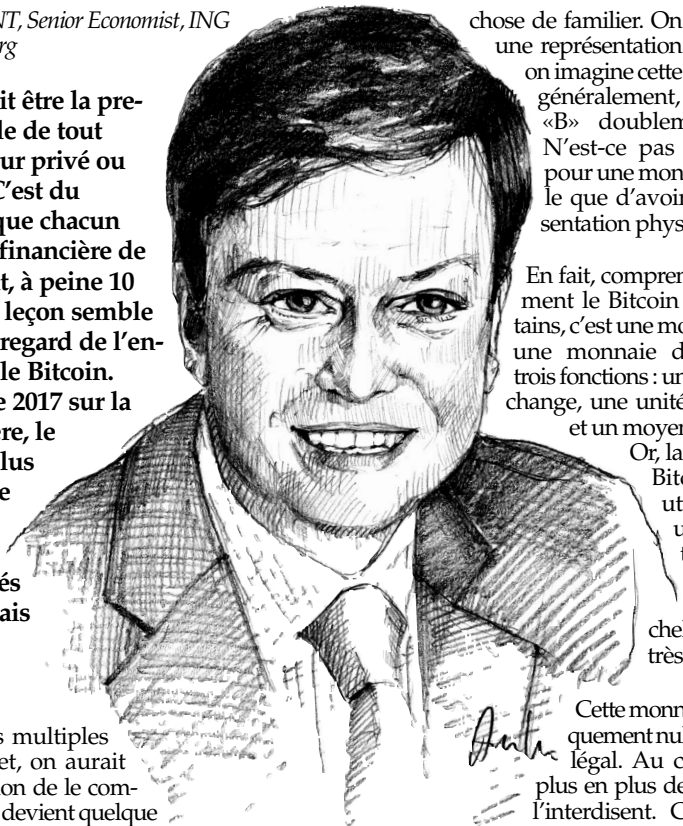 NT, Senior Economist, ING
rg
it être la pre-
le de tout
ur privé ou
C'est du
que chacun
financière de
t, à peine 10
leçon semble
regard de l'en-
le Bitcoin.
e 2017 sur la
ère, le
lus
e
és
ais
s multiples
et, on aurait
ion de le com-
devient quelque
chose de familier. On
une représentation
on imagine cette
généralement,
«B» doublem
N'est-ce pas
pour une mon
le que d'avoir
sentation phys
En fait, compren
ment le Bitcoin
tains, c'est une mo
une monnaie d
trois fonctions : un
change, une unité
et un moyen
Or, la
Bitc
ut
u
t
chel
très
Cette monn
quement nul
légal. Au c
plus en plus de
l'interdisent. C